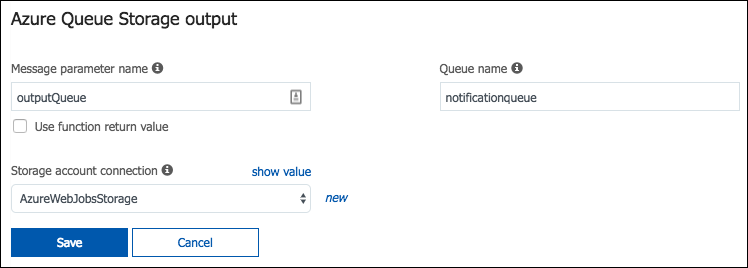 Azure Queue Storage output
Message parameter name
Queue name
outputQueue
notificationqueue
Use function return value
Storage account connection
show value
AzureWebJobsStorage
new
Save
Cancel